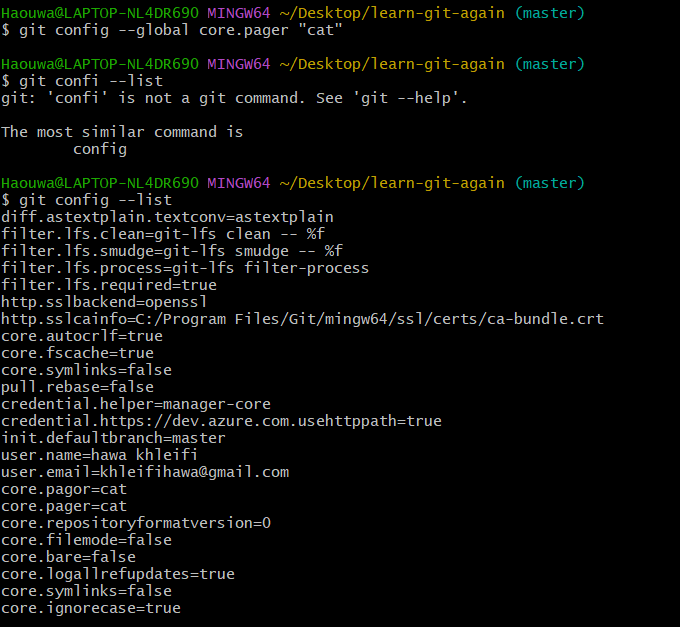 Haouwa@LAPTOP-NL4DR69O MINGW64 ~/Desktop/learn-git-again (master)
$ git config --global core.pager "cat"
Haouwa@LAPTOP-NL4DR69O MINGW64 ~/Desktop/learn-git-again (master)
$ git confi --list
git: 'confi' is not a git command. See 'git --help'.
The most similar command is
        config
Haouwa@LAPTOP-NL4DR69O MINGW64 ~/Desktop/learn-git-again (master)
$ git config --list
diff.astextplain.textconv=astextplain
filter.lfs.clean=git-lfs clean -- %f
filter.lfs.smudge=git-lfs smudge -- %f
filter.lfs.process=git-lfs filter-process
filter.lfs.required=true
http.sslbackend=openssl
http.sslcainfo=C:/Program Files/Git/mingw64/ssl/certs/ca-bundle.crt
core.autocrlf=true
core.fscache=true
core.symlinks=false
pull.rebase=false
credential.helper=manager-core
credential.https://dev.azure.com.usehttppath=true
init.defaultbranch=master
user.name=hawa khleifi
user.email=khleifihawa@gmail.com
core.pagor=cat
core.pager=cat
core.repositoryformatversion=0
core.filemode=false
core.bare=false
core.logallrefupdates=true
core.symlinks=false
core.ignorecase=true